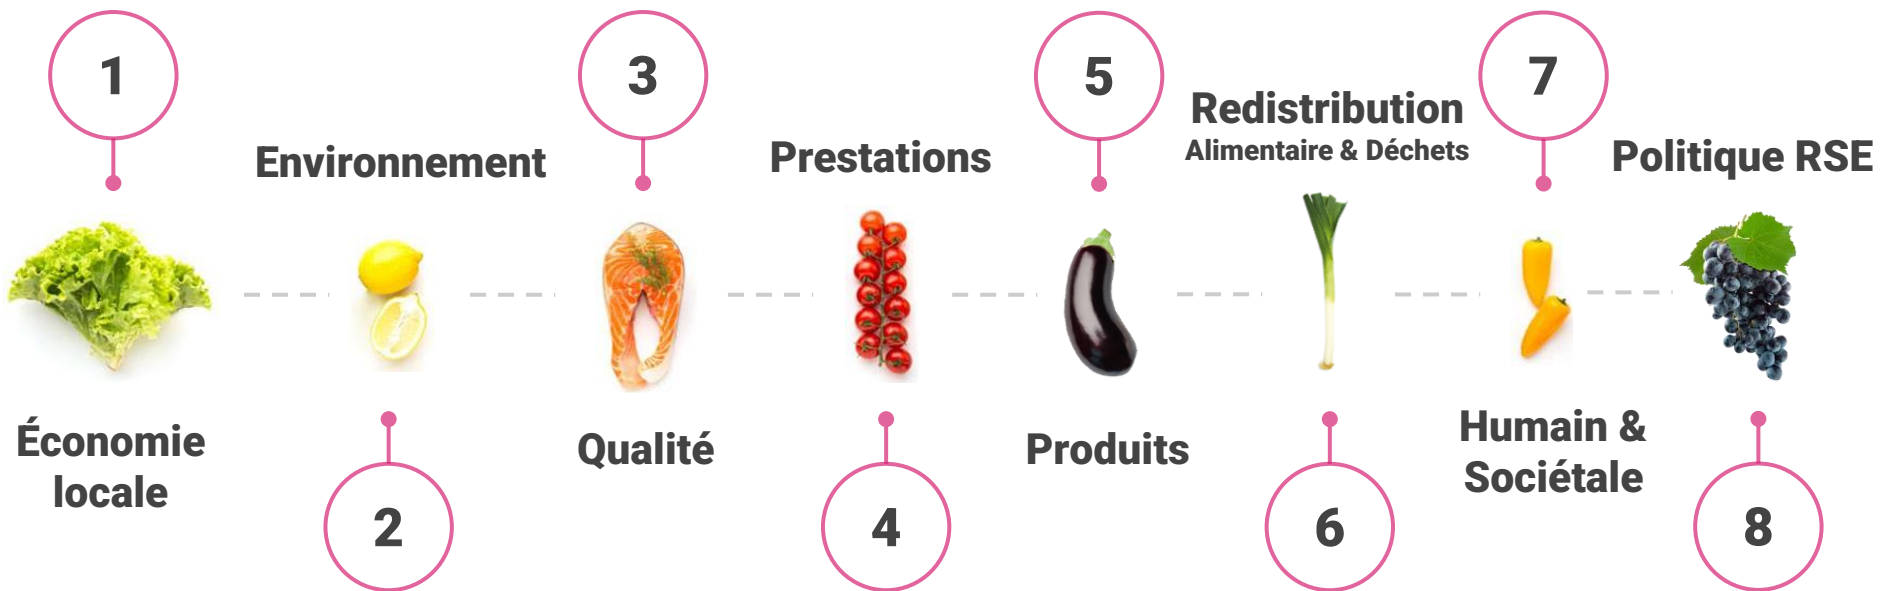 1
Économie
locale
Environnement
2
3
Qualité
Prestations
4
5
Produits
Redistribution
Alimentaire & Déchets
6
7
Humain &
Sociétale
Politique RSE
8